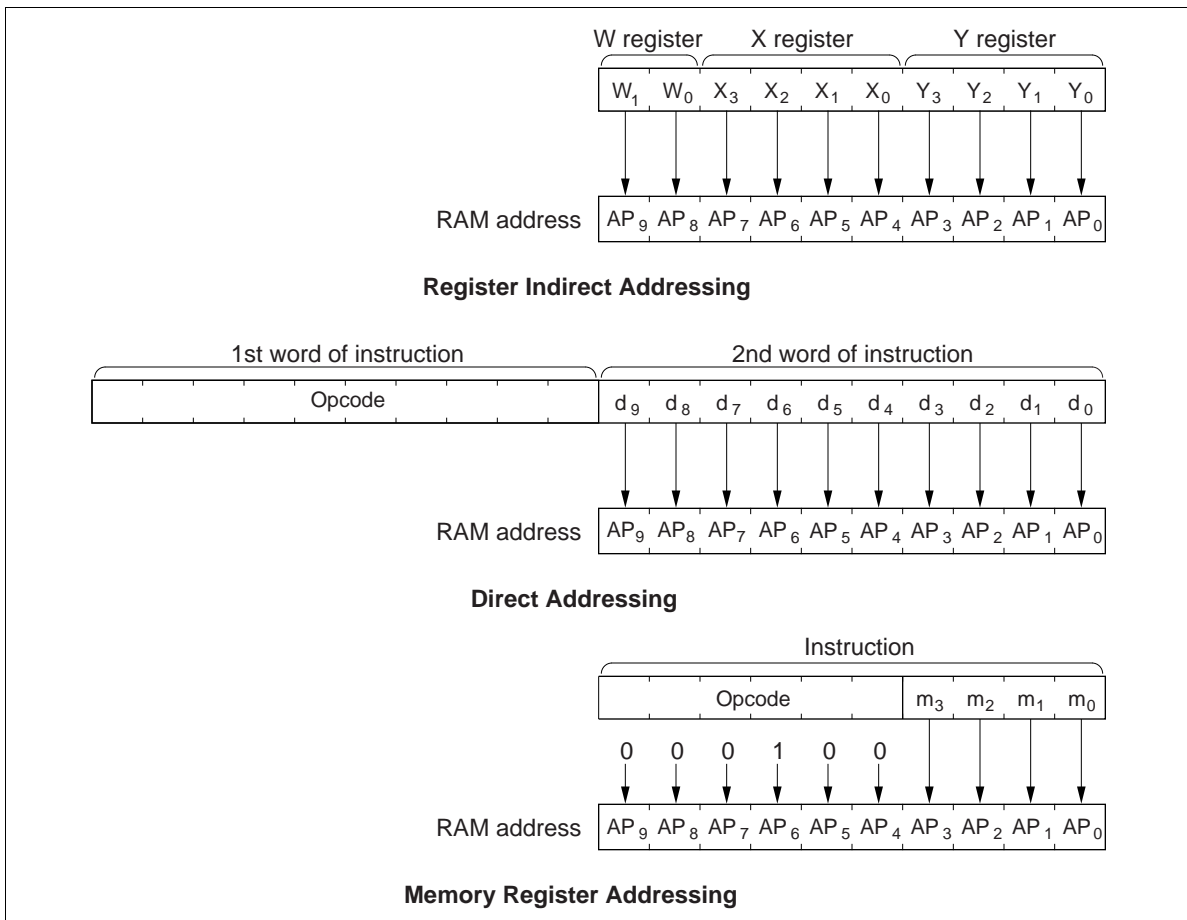 W register X register Y register
W1 W0 X3 X2 X1 X0 Y3 Y2 Y1 Y0
RAM address AP9 AP8 AP7 AP6 AP5 AP4 AP3 AP2 AP1 AP0
Register Indirect Addressing
1st word of instruction 2nd word of instruction
Opcode d9 d8 d7 d6 d5 d4 d3 d2 d1 d0
RAM address AP9 AP8 AP7 AP6 AP5 AP4 AP3 AP2 AP1 AP0
Direct Addressing
Instruction
Opcode m3 m2 m1 m0
0 0 0 1 0 0
RAM address AP9 AP8 AP7 AP6 AP5 AP4 AP3 AP2 AP1 AP0
Memory Register Addressing